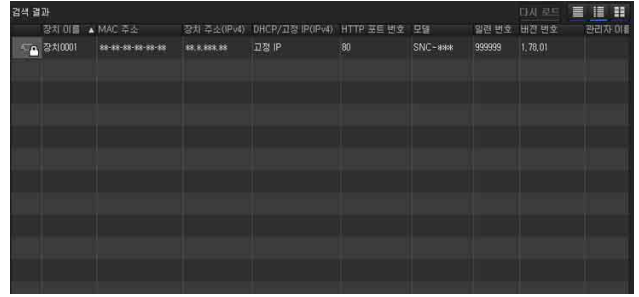 검색 결과 다시 로드
장치 이름 ▲ MAC 주소 장치 주소(IPv4) DHCP/고정 IP(IPv4) HTTP 포트 번호 모델 일련 번호 버전 번호 관리자 이름
장치0001 **-**-**-**-**-** **.*.***.** 고정 IP 80 SNC-*** 999999 1.78.01